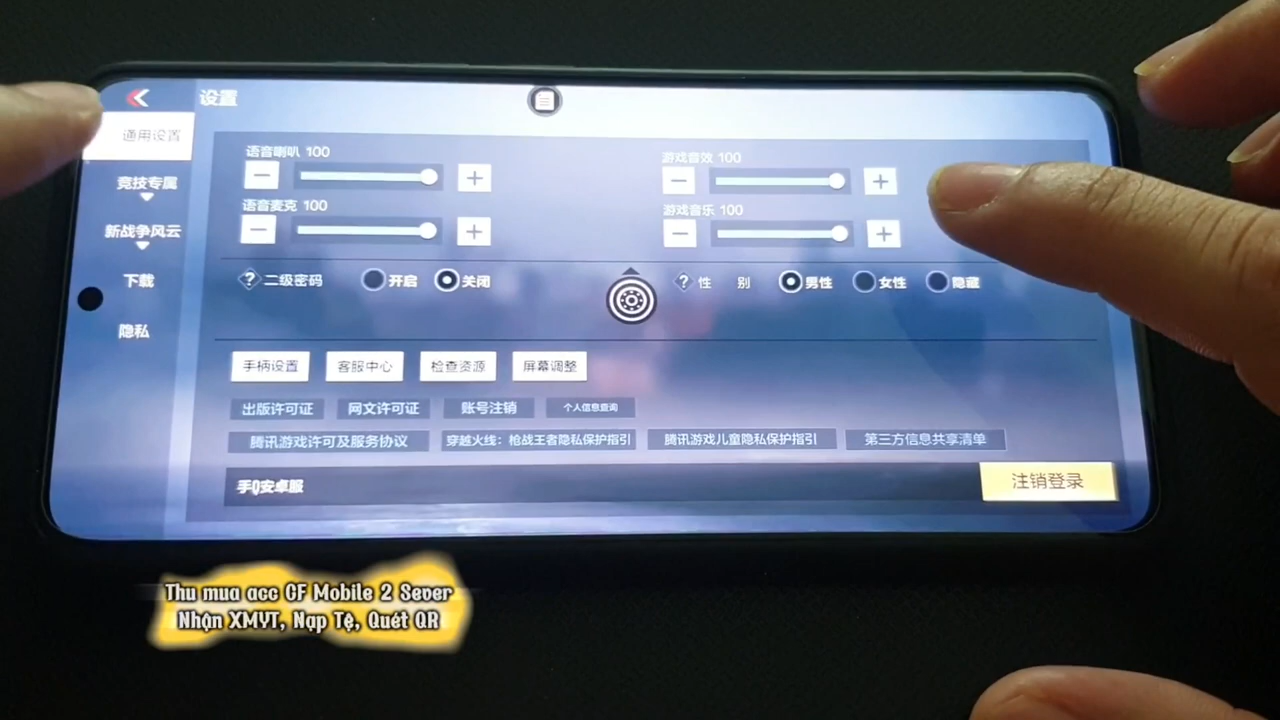 设置
通用设置
竞技专属
新战争风云
下载
隐私
语音喇叭 100
游戏音效 100
语音麦克 100
游戏音乐 100
? 二级密码 开启 关闭
? 性 别 男性 女性 隐藏
手柄设置 客服中心 检查资源 屏幕调整
出版许可证 网文许可证 账号注销 个人信息查询
腾讯游戏许可及服务协议 穿越火线：枪战王者隐私保护指引 腾讯游戏儿童隐私保护指引 第三方信息共享清单
手Q安卓服 注销登录
Thu mua acc CF Mobile 2 Sever
Nhận XMYT, Nạp Tệ, Quét QR